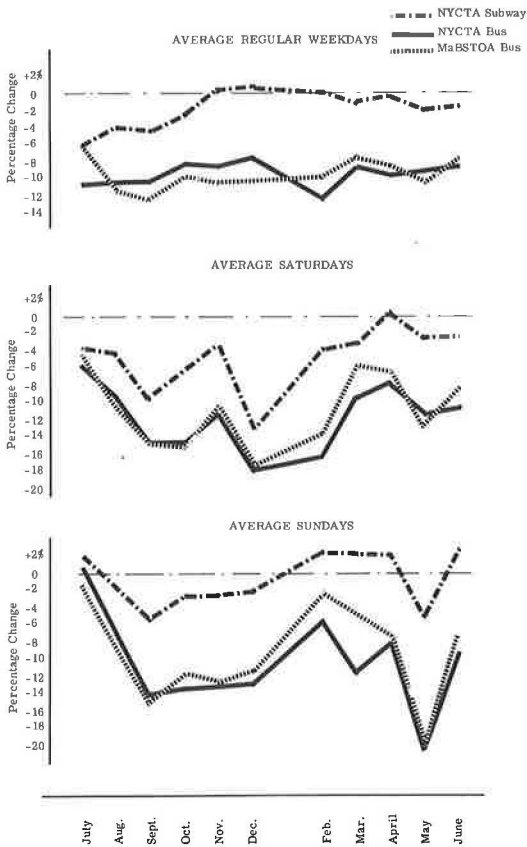 NYCTA Subway
NYCTA Bus
MaBSTOA Bus
AVERAGE REGULAR WEEKDAYS
Percentage Change
+2%
0
-2
-4
-6
-8
-10
-12
-14
AVERAGE SATURDAYS
Percentage Change
+2%
0
-2
-4
-6
-8
-10
-12
-14
-16
-18
-20
AVERAGE SUNDAYS
Percentage Change
+2%
0
-2
-4
-6
-8
-10
-12
-14
-16
-18
-20
July
Aug.
Sept.
Oct.
Nov.
Dec.
Feb.
Mar.
April
May
June